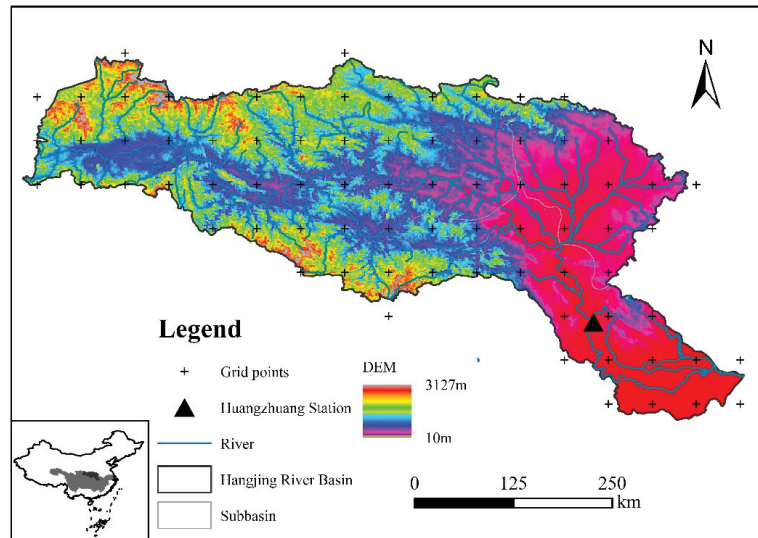 N
Legend
Grid points
Huangzhuang Station
River
Hangjing River Basin
Subbasin
DEM
3127m
10m
0 125 250
km